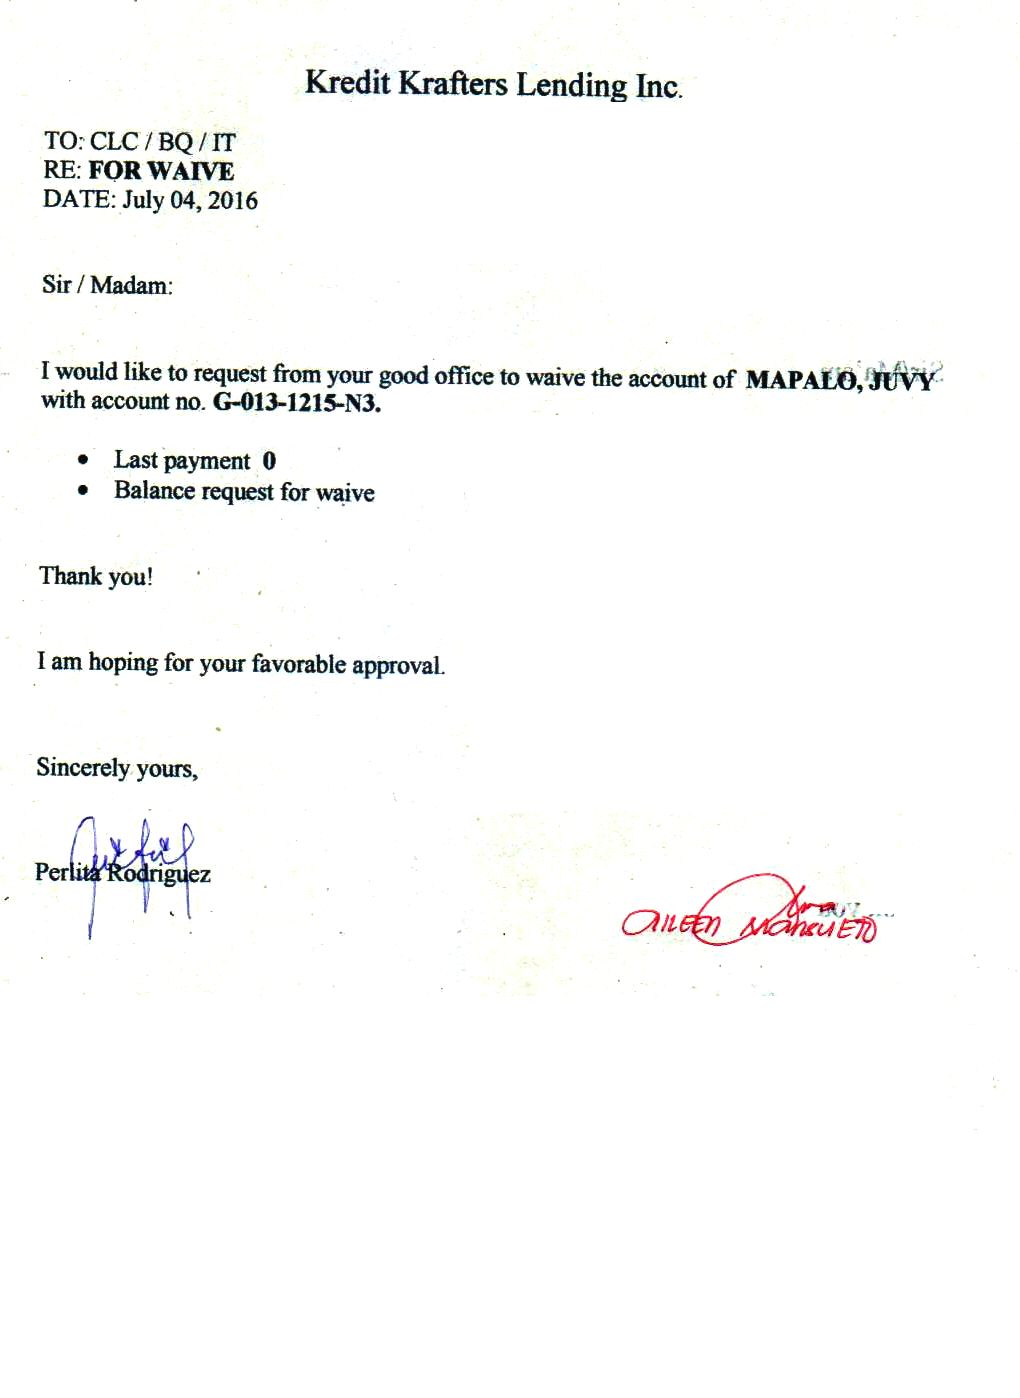 Kredit Krafters Lending Inc.
TO: CLC / BQ / IT
RE: FOR WAIVE
DATE: July 04, 2016
Sir / Madam:
I would like to request from your good office to waive the account of MAPALO, JUVY
with account no. G-013-1215-N3.
• Last payment 0
• Balance request for waive
Thank you!
I am hoping for your favorable approval.
Sincerely yours,
Perlita Rodriguez
AILEEN